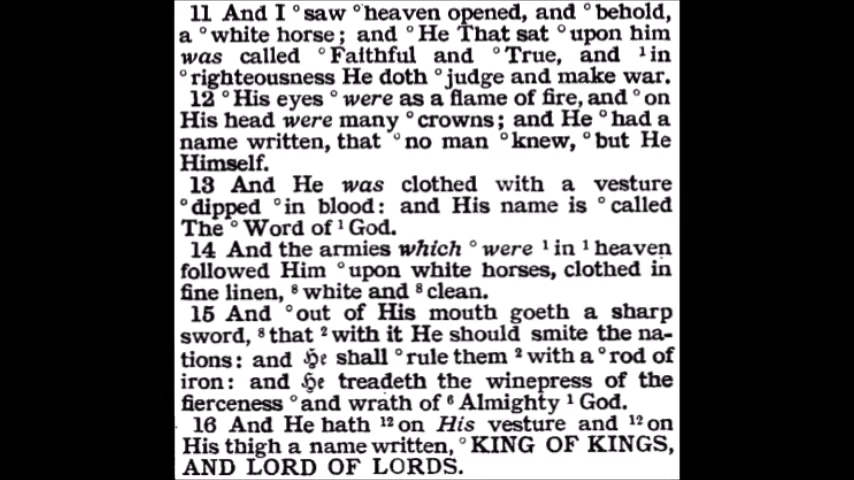 11 And I °saw °heaven opened, and °behold,
a °white horse; and °He That sat °upon him
was called °Faithful and °True, and ¹in
°righteousness He doth °judge and make war.
12 °His eyes °were as a flame of fire, and °on
His head were many °crowns; and He °had a
name written, that °no man °knew, °but He
Himself.
13 And He was clothed with a vesture
°dipped °in blood: and His name is °called
The °Word of ¹God.
14 And the armies which °were ¹in ¹heaven
followed Him °upon white horses, clothed in
fine linen, ⁸white and ⁸clean.
15 And °out of His mouth goeth a sharp
sword, ⁸that ²with it He should smite the na-
tions: and He shall °rule them ²with a °rod of
iron: and He treadeth the winepress of the
fierceness °and wrath of ⁶Almighty ¹God.
16 And He hath ¹²on His vesture and ¹²on
His thigh a name written, °KING OF KINGS,
AND LORD OF LORDS.